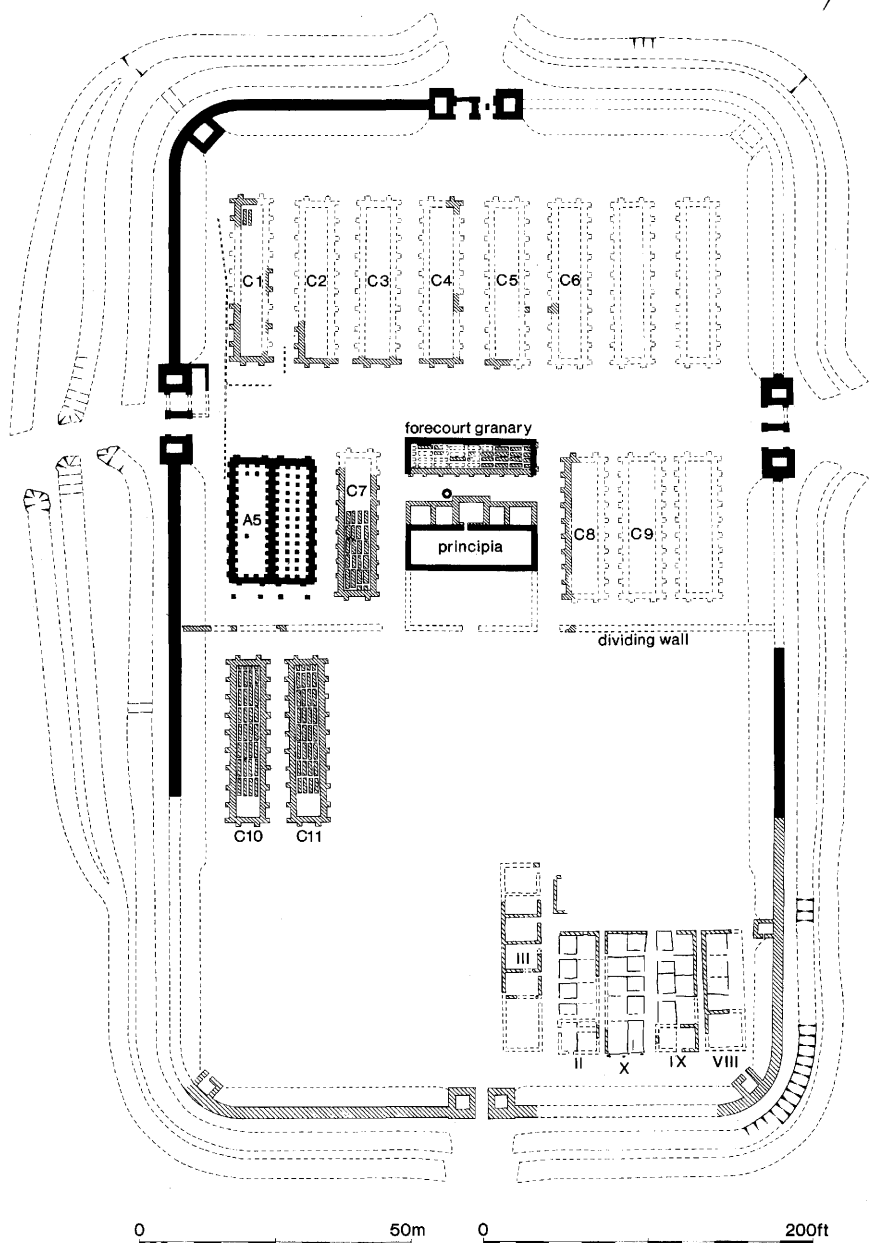 C1 C2 C3 C4 C5 C6
forecourt granary
C7
A5
principia
C8 C9
dividing wall
C10 C11
III
II X IX VIII
0 50m 0 200ft